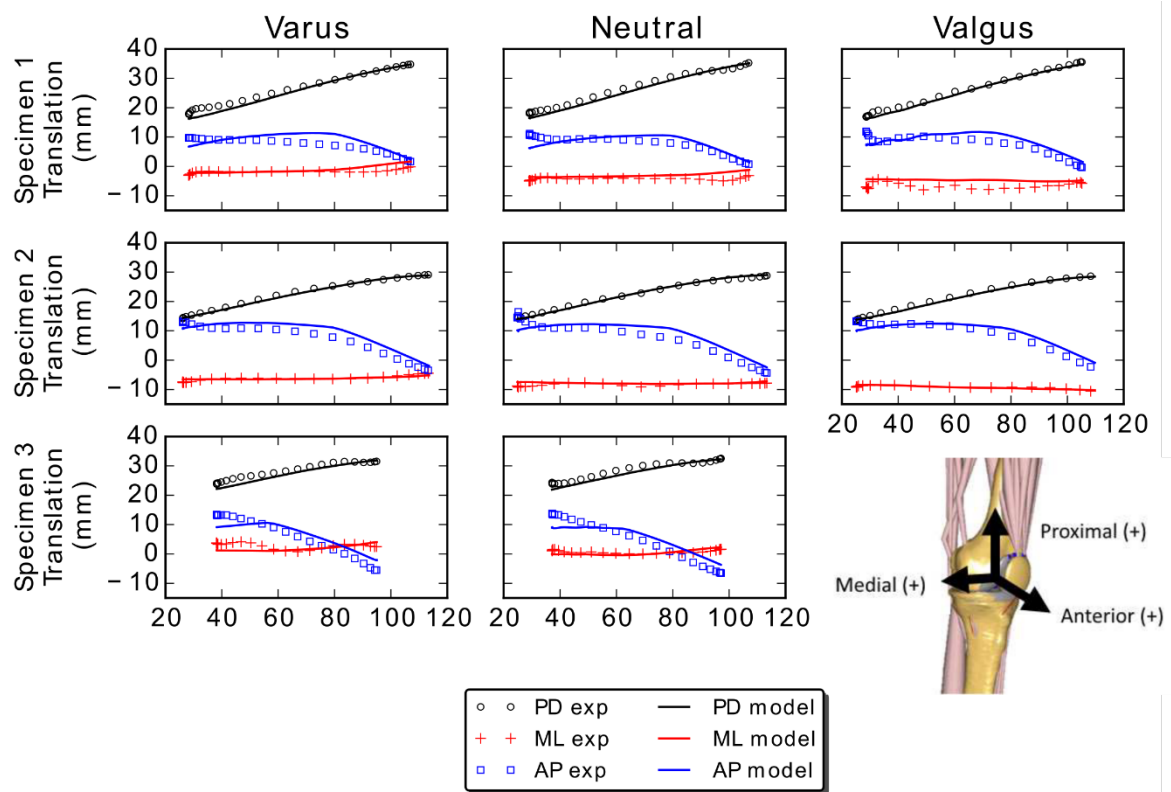 Varus Neutral Valgus
Specimen 1
Translation
(mm)
40
30
20
10
0
−10
Specimen 2
Translation
(mm)
40
30
20
10
0
−10
20 40 60 80 100 120
Specimen 3
Translation
(mm)
40
30
20
10
0
−10
20 40 60 80 100 120
20 40 60 80 100 120
Proximal (+)
Medial (+)
Anterior (+)
PD exp PD model
ML exp ML model
AP exp AP model